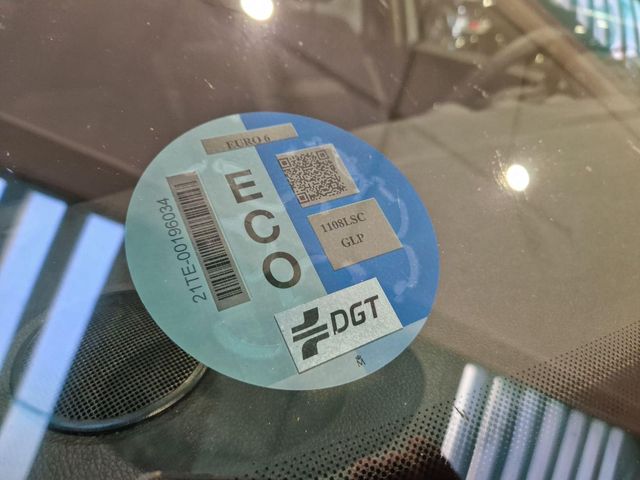 EURO 6
ECO
1108LSC
GLP
21TE-00196034
DGT
M